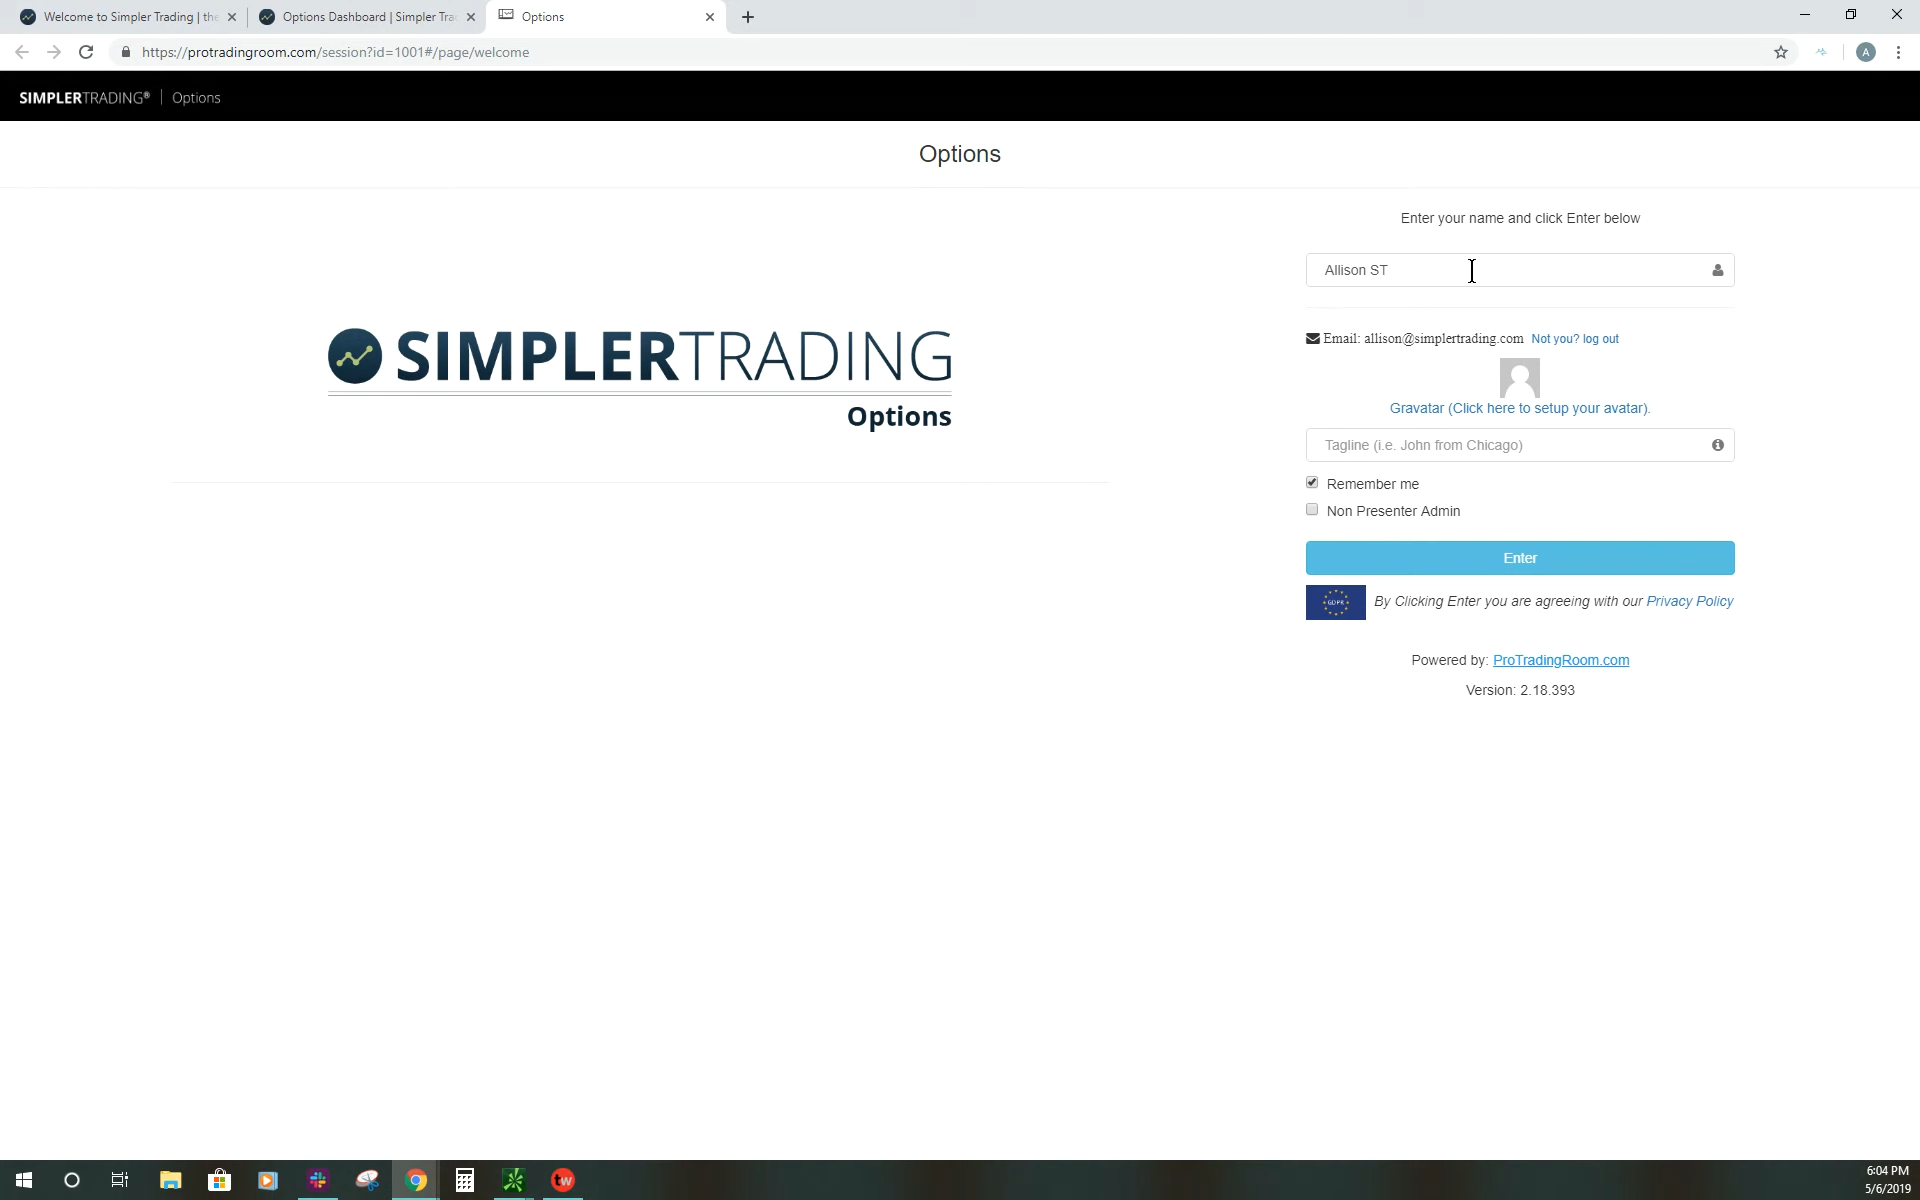 Welcome to Simpler Trading | the
Options Dashboard | Simpler Trad
Options
https://protradingroom.com/session?id=1001#/page/welcome
A
SIMPLERTRADING® | Options
Options
Enter your name and click Enter below
Allison ST
SIMPLERTRADING
Options
Email: allison@simplertrading.com Not you? log out
Gravatar (Click here to setup your avatar).
Tagline (i.e. John from Chicago)
Remember me
Non Presenter Admin
Enter
GDPR
By Clicking Enter you are agreeing with our Privacy Policy
Powered by: ProTradingRoom.com
Version: 2.18.393
tw
6:04 PM
5/6/2019